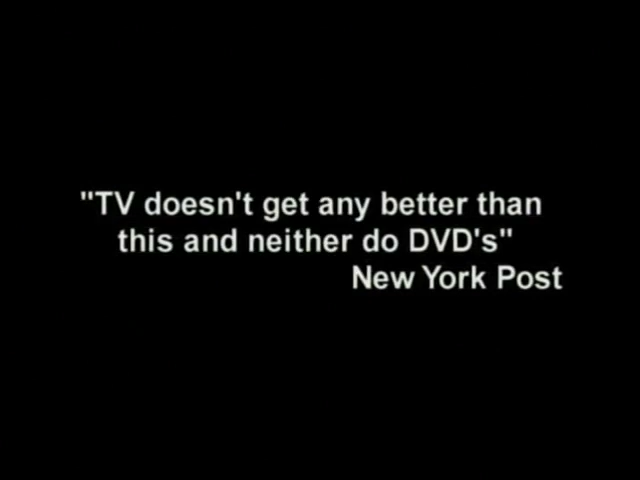 "TV doesn't get any better than
this and neither do DVD's"
New York Post